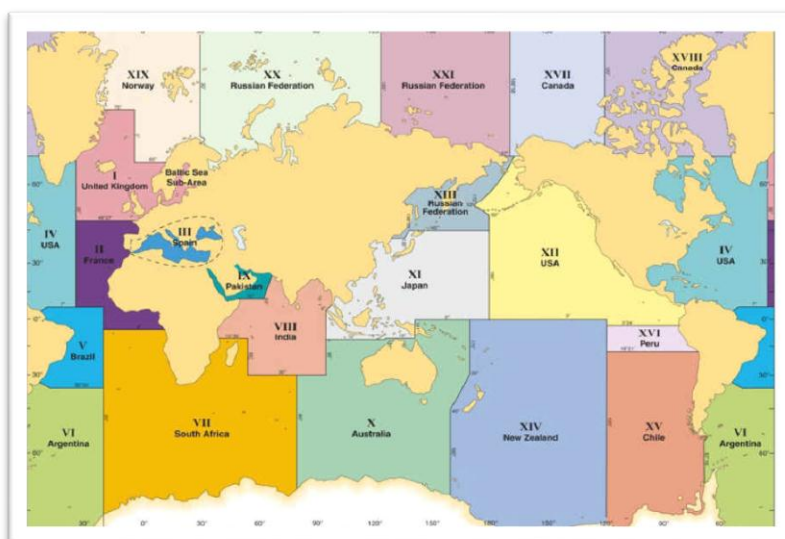 XIX
Norway
XX
Russian Federation
XXI
Russian Federation
XVII
Canada
XVIII
Canada
I
United Kingdom
Baltic Sea
Sub-Area
XIII
Russian
Federation
IV
USA
II
France
III
Spain
IX
Pakistan
XI
Japan
XII
USA
IV
USA
VIII
India
V
Brazil
XVI
Peru
VI
Argentina
VII
South Africa
X
Australia
XIV
New Zealand
XV
Chile
VI
Argentina
30° 0° 30° 60° 90° 120° 150° 180° 150° 120° 90° 60° 30°